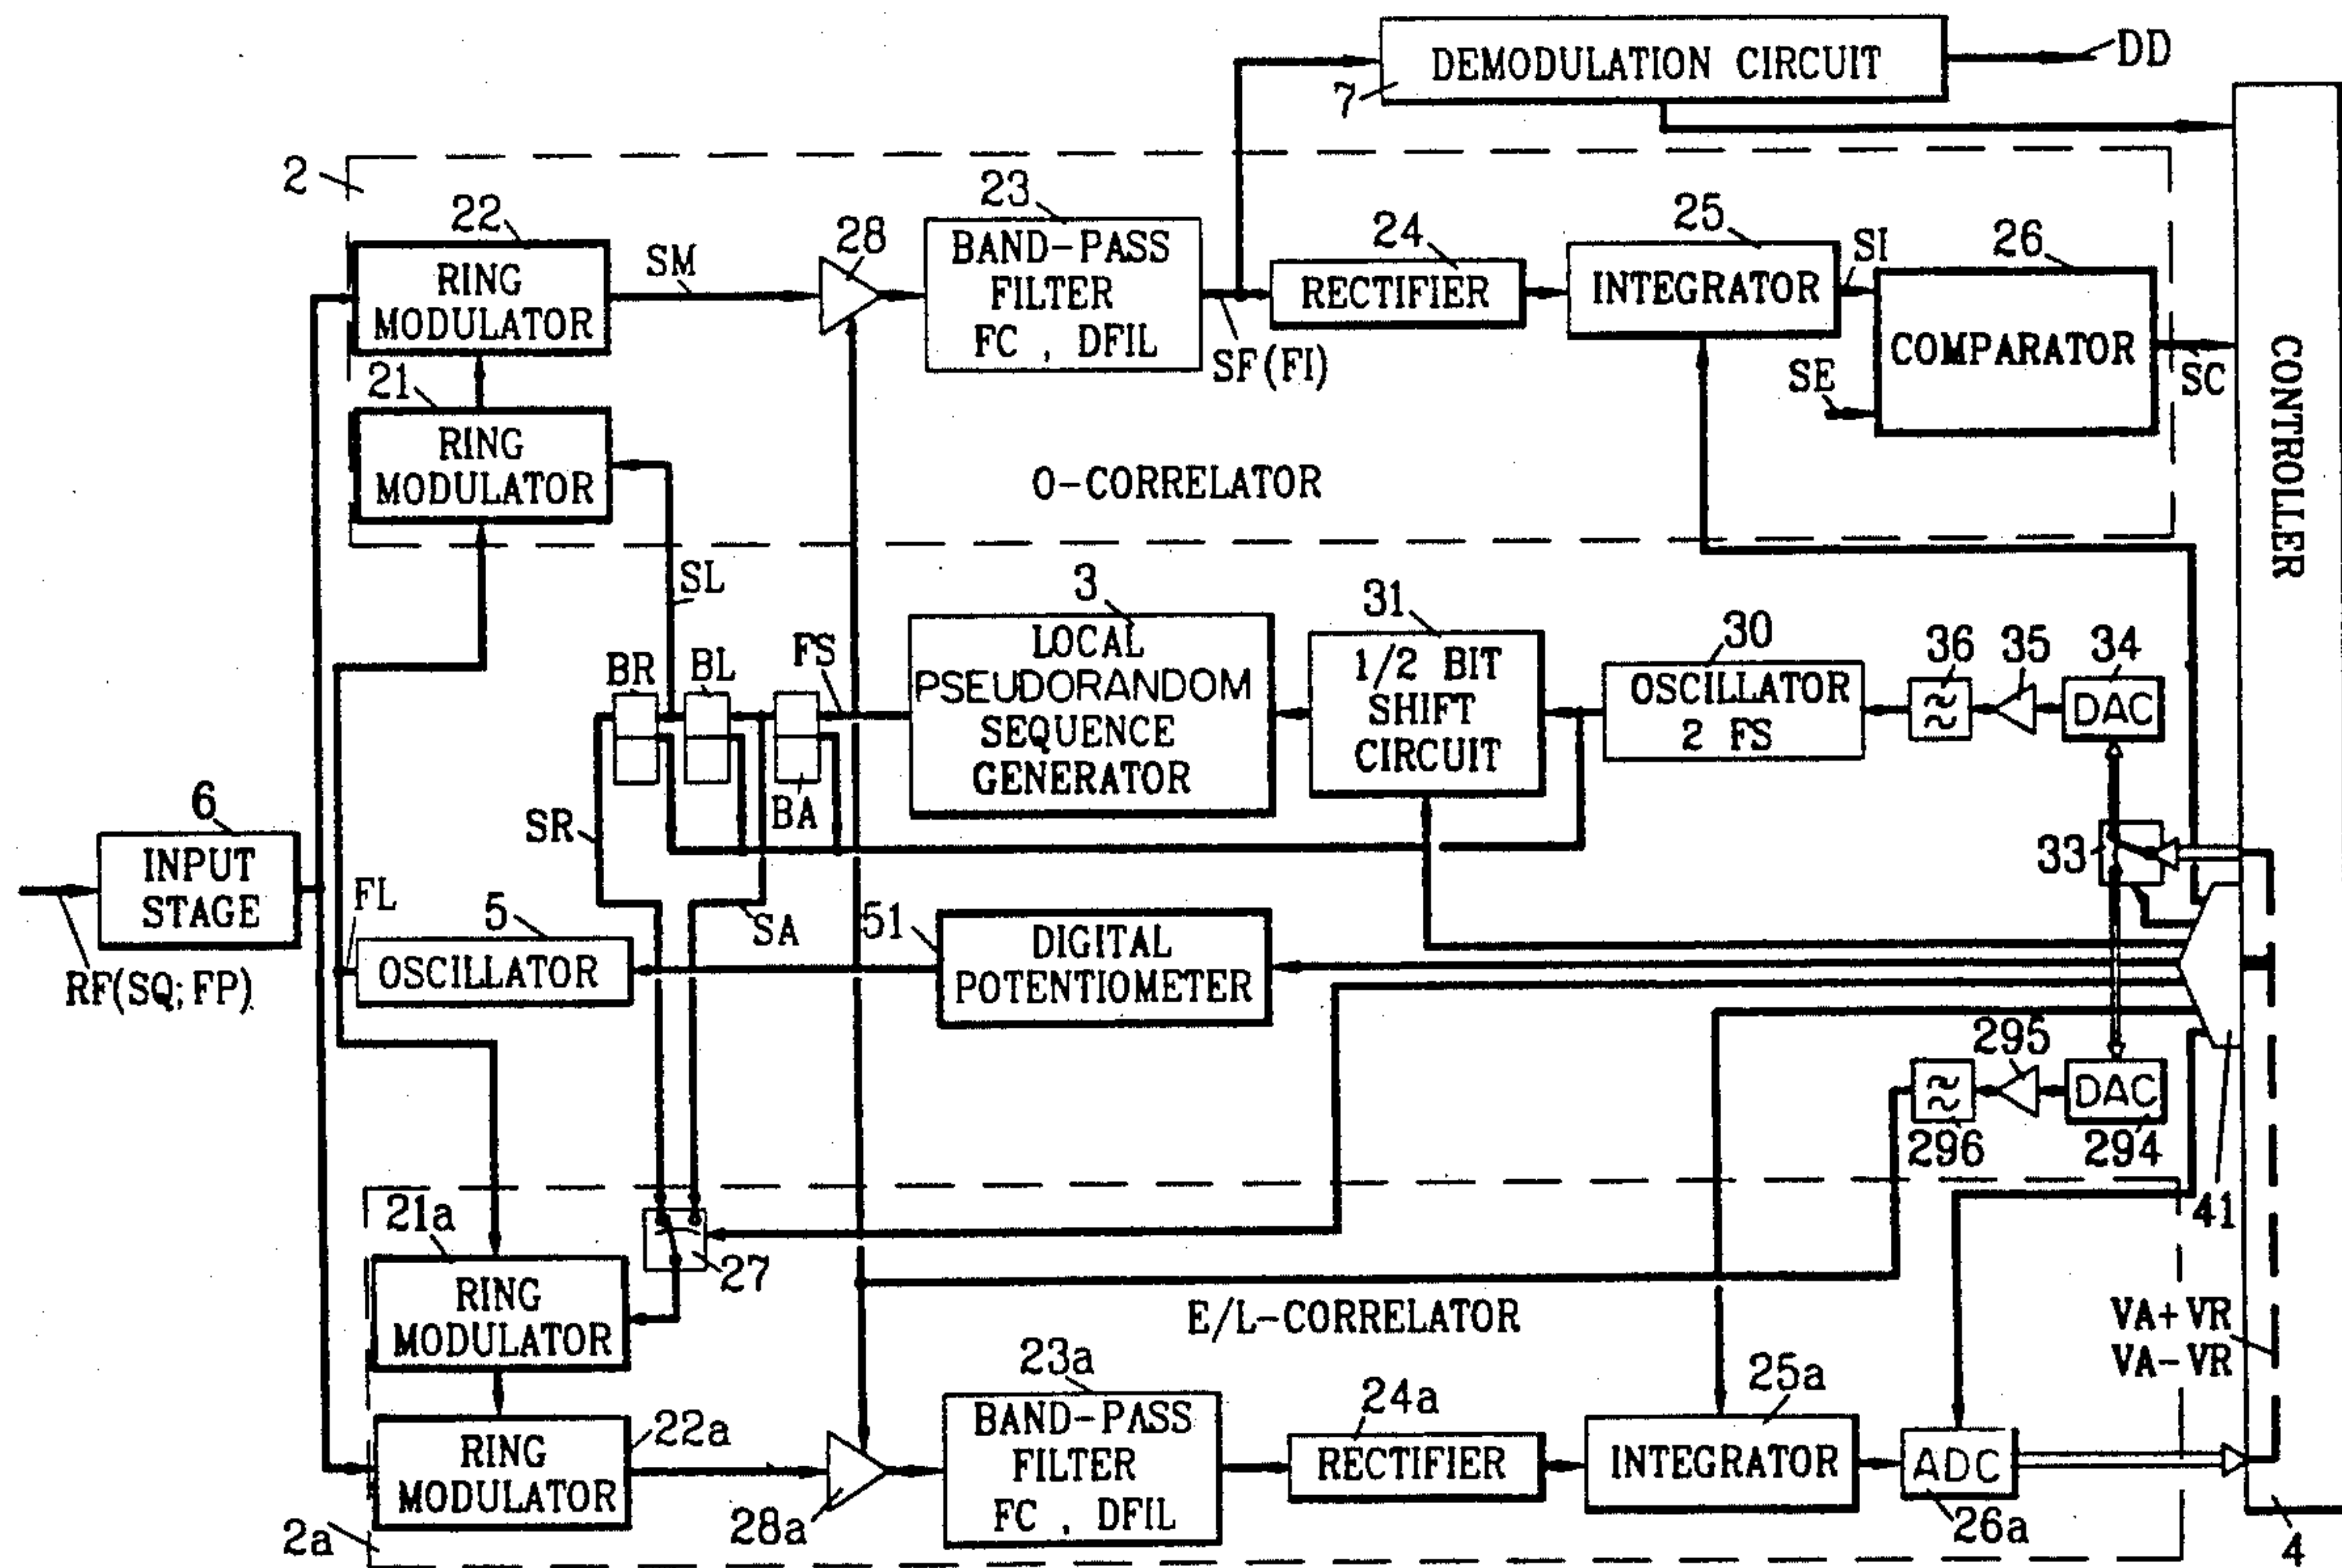 DEMODULATION CIRCUIT
7
DD
2
22
RING
MODULATOR
SM
28
23
BAND-PASS
FILTER
FC , DFIL
SF(FI)
24
RECTIFIER
25
INTEGRATOR
SI
26
COMPARATOR
SE
SC
CONTROLLER
21
RING
MODULATOR
O-CORRELATOR
SL
BR
BL
FS
BA
3
LOCAL
PSEUDORANDOM
SEQUENCE
GENERATOR
31
1/2 BIT
SHIFT
CIRCUIT
30
OSCILLATOR
2 FS
36
35
34
DAC
33
SR
SA
6
INPUT
STAGE
RF(SQ; FP)
FL
5
OSCILLATOR
51
DIGITAL
POTENTIOMETER
295
DAC
296
294
41
21a
RING
MODULATOR
27
E/L-CORRELATOR
VA+VR
VA-VR
RING
MODULATOR
22a
28a
23a
BAND-PASS
FILTER
FC , DFIL
24a
RECTIFIER
25a
INTEGRATOR
ADC
26a
2a
4